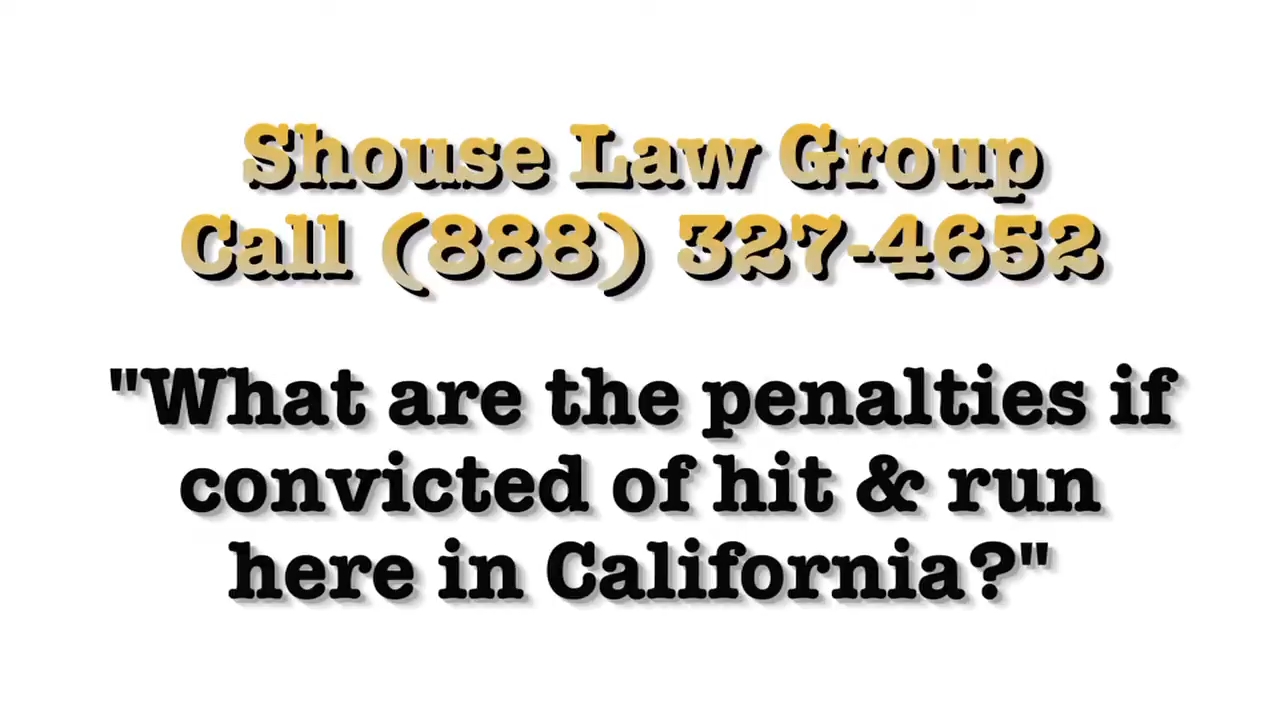 Shouse Law Group
Call (888) 327-4652
"What are the penalties if
convicted of hit & run
here in California?"